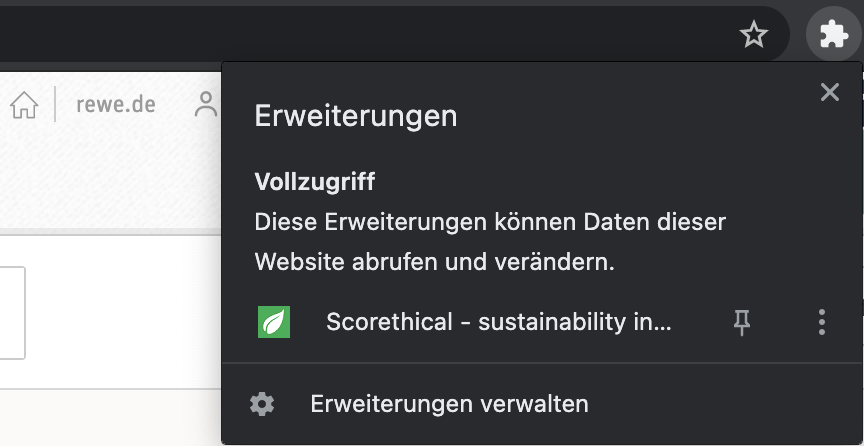 rewe.de
Erweiterungen
Vollzugriff
Diese Erweiterungen können Daten dieser
Website abrufen und verändern.
Scorethical - sustainability in...
Erweiterungen verwalten